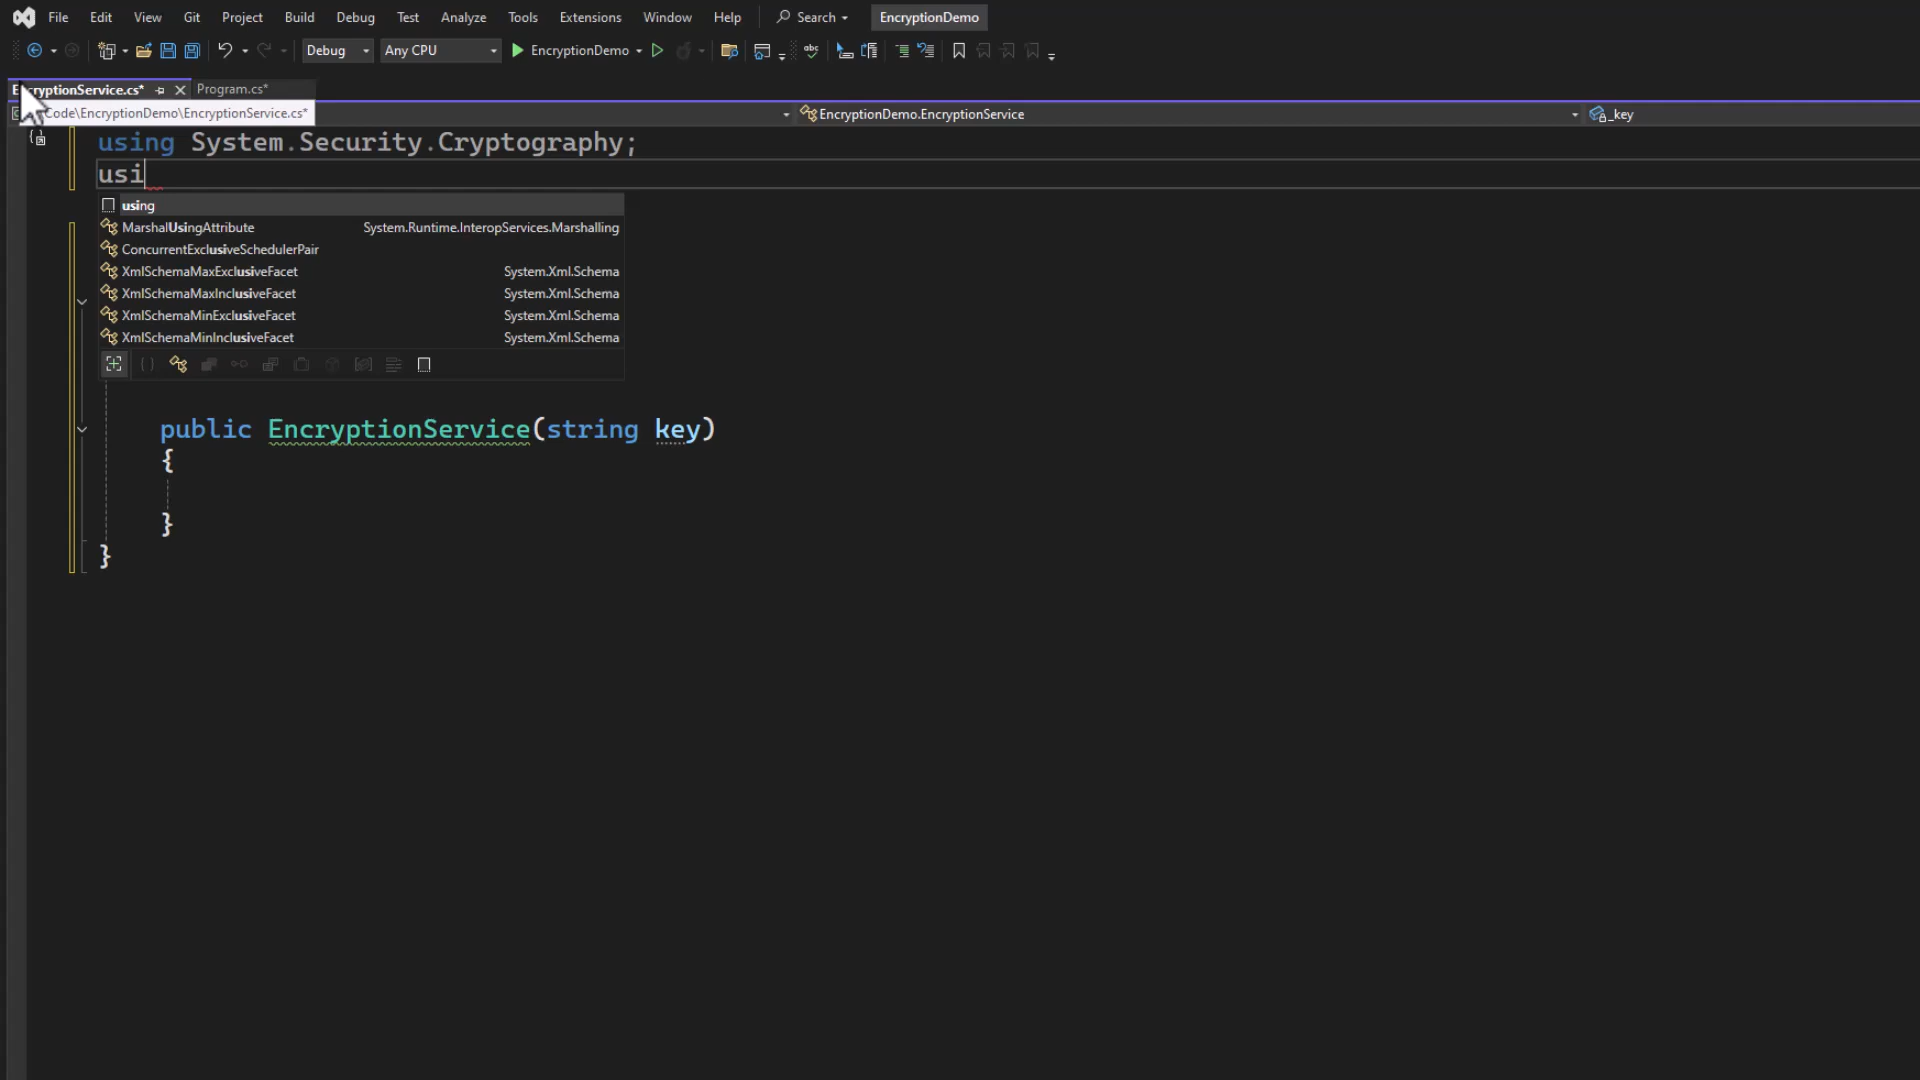 File Edit View Git Project Build Debug Test Analyze Tools Extensions Window Help Search EncryptionDemo
Debug Any CPU EncryptionDemo
EncryptionService.cs* Program.cs*
Code\EncryptionDemo\EncryptionService.cs* EncryptionDemo.EncryptionService _key
using System.Security.Cryptography;
usi
using
MarshalUsingAttribute System.Runtime.InteropServices.Marshalling
ConcurrentExclusiveSchedulerPair
XmlSchemaMaxExclusiveFacet System.Xml.Schema
XmlSchemaMaxInclusiveFacet System.Xml.Schema
XmlSchemaMinExclusiveFacet System.Xml.Schema
XmlSchemaMinInclusiveFacet System.Xml.Schema
public EncryptionService(string key)
{
}
}